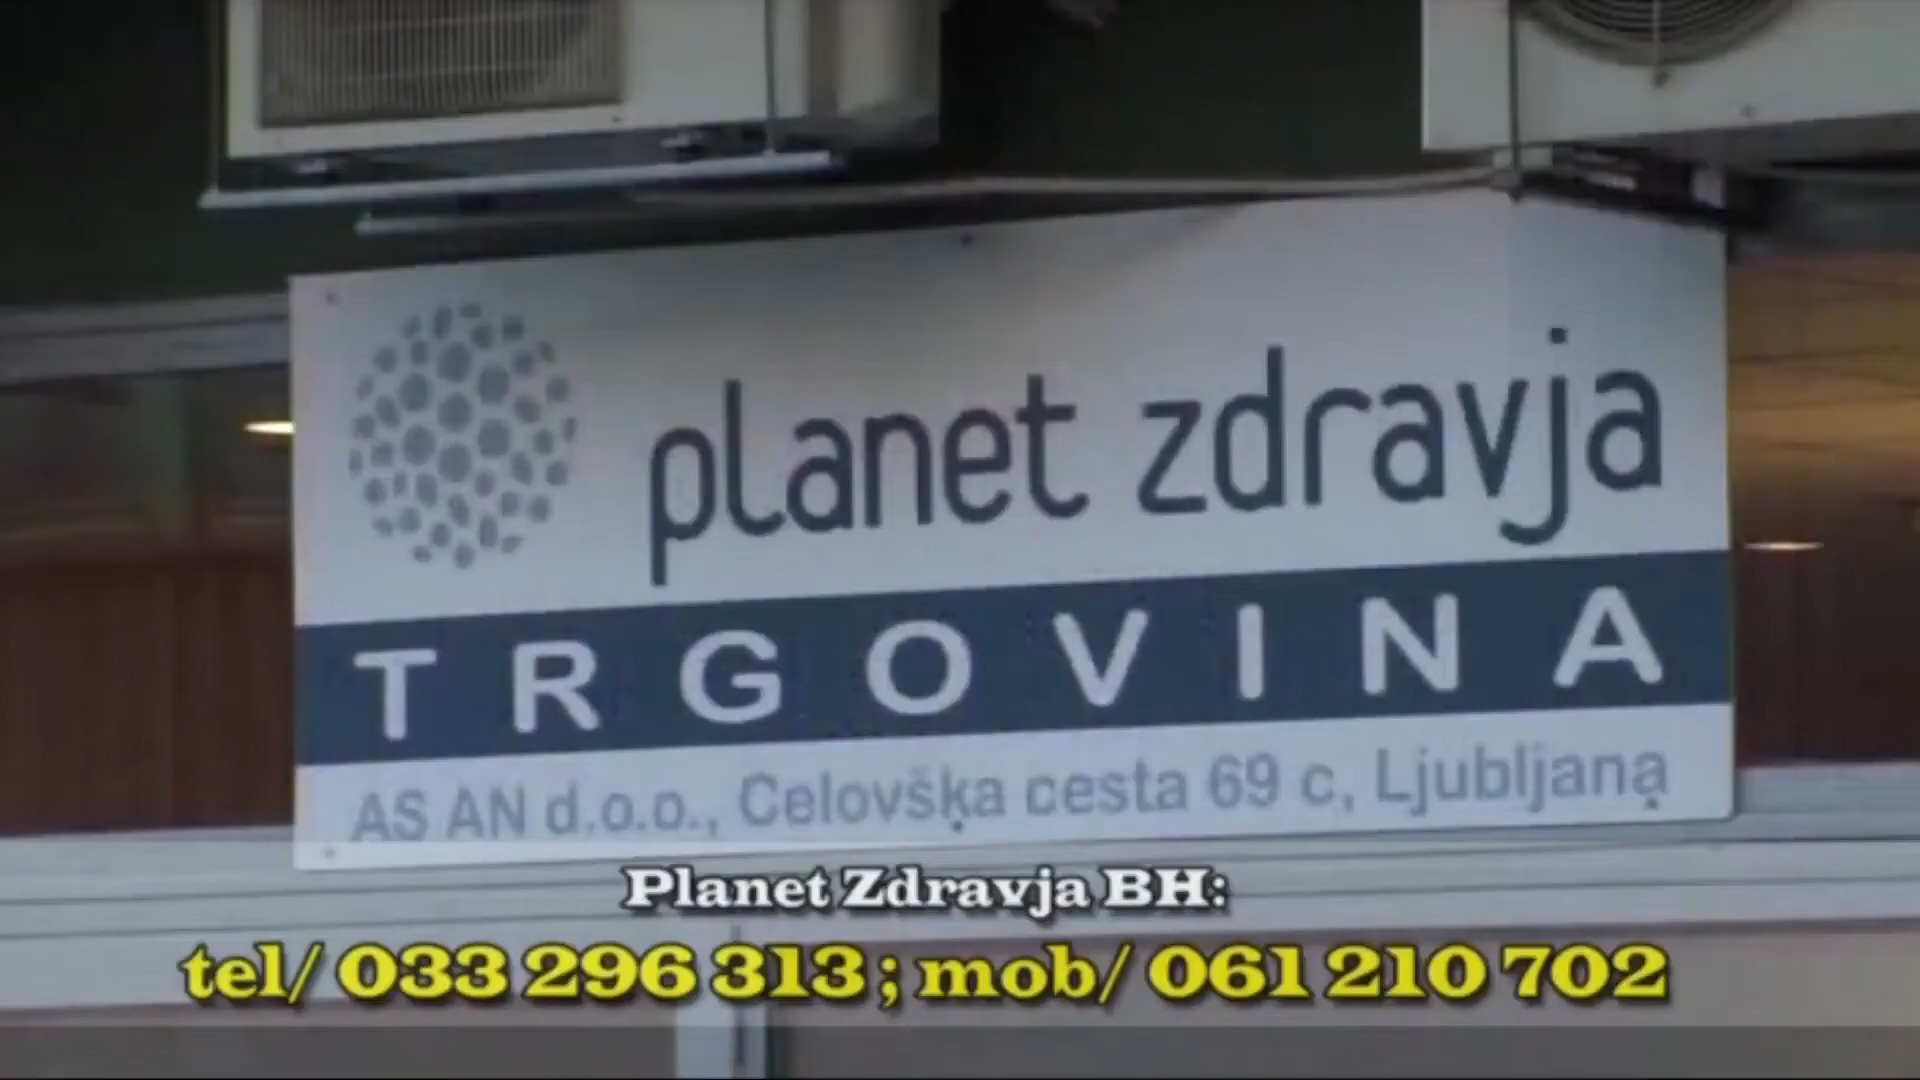 planet zdravja
TRGOVINA
AS AN d.o.o., Celovška cesta 69 c, Ljubljana
Planet Zdravja BH:
tel/ 033 296 313 ; mob/ 061 210 702